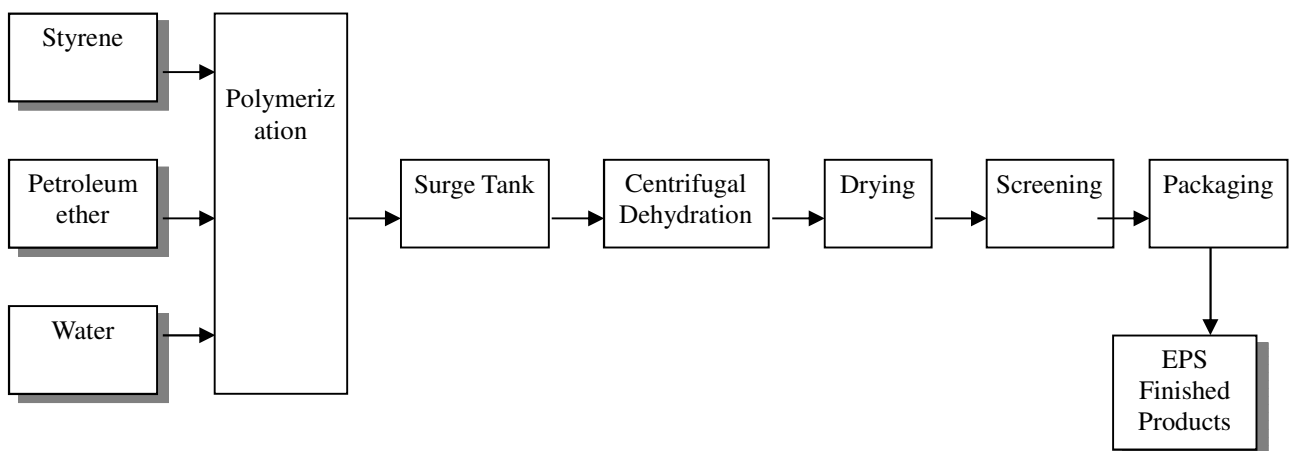 Styrene
Petroleum
ether
Water
Polymeriz
ation
Surge Tank
Centrifugal
Dehydration
Drying
Screening
Packaging
EPS
Finished
Products